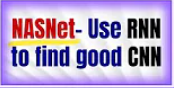 NASNet- Use RNN
to find good CNN